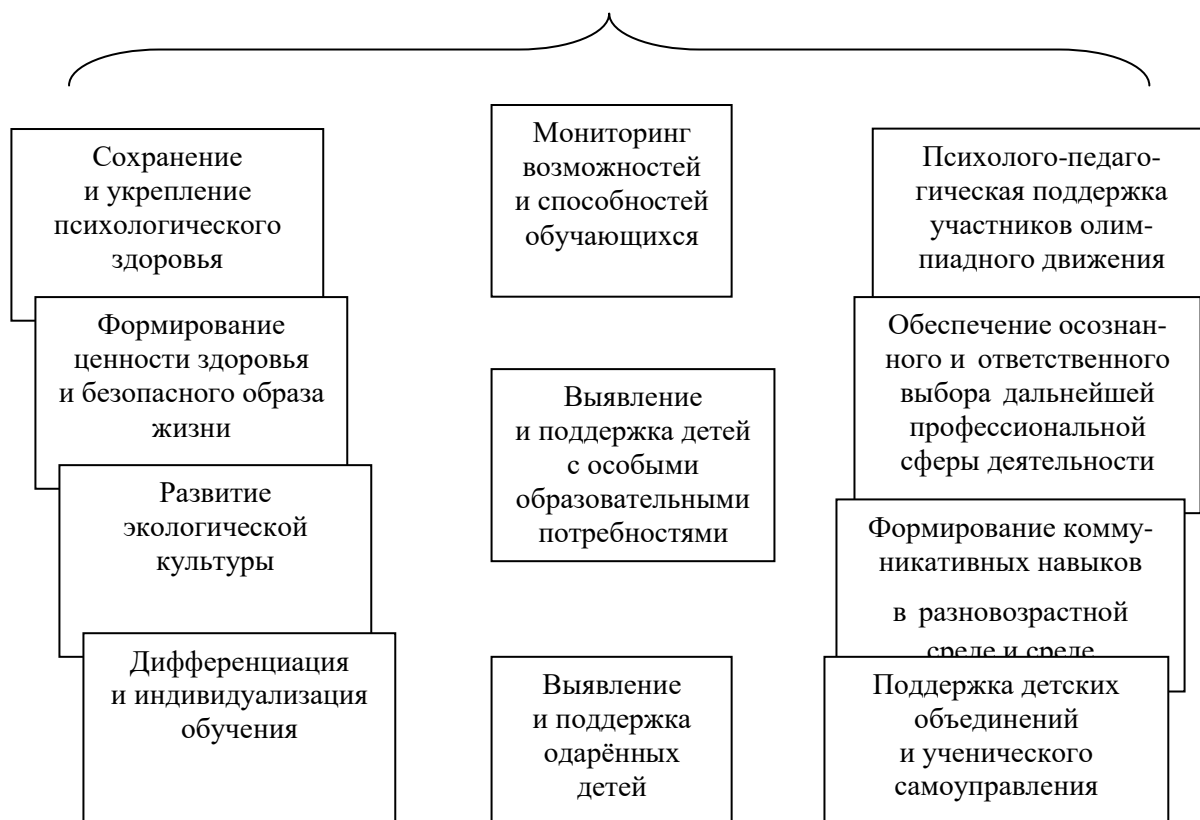 Сохранение
и укрепление
психологического
здоровья
Формирование
ценности здоровья
и безопасного образа
жизни
Развитие
экологической
культуры
Дифференциация
и индивидуализация
обучения
Мониторинг
возможностей
и способностей
обучающихся
Выявление
и поддержка детей
с особыми
образовательными
потребностями
Выявление
и поддержка
одарённых
детей
Психолого-педаго-
гическая поддержка
участников олим-
пиадного движения
Обеспечение осознан-
ного и ответственного
выбора дальнейшей
профессиональной
сферы деятельности
Формирование комму-
никативных навыков
в разновозрастной
среде и среде
Поддержка детских
объединений
и ученического
самоуправления